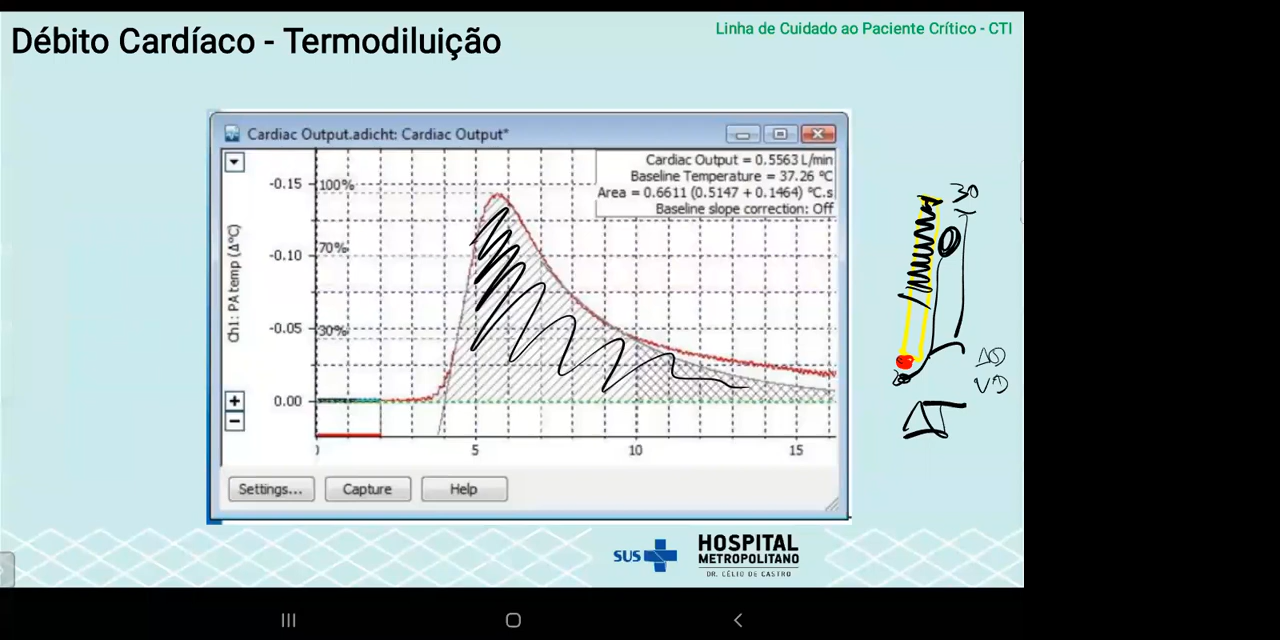 Débito Cardíaco - Termodiluição
Linha de Cuidado ao Paciente Crítico - CTI
Cardiac Output.adicht: Cardiac Output*
Cardiac Output = 0.5563 L/min
Baseline Temperature = 37.26 ºC
Area = 0.6611 (0.5147 + 0.1464) ºC.s
Baseline slope correction: Off
-0.15
100%
70%
-0.10
Ch1: PA temp (Δ°C)
-0.05
30%
0.00
+
−
5
10
15
Settings...
Capture
Help
SUS
HOSPITAL
METROPOLITANO
DR. CÉLIO DE CASTRO